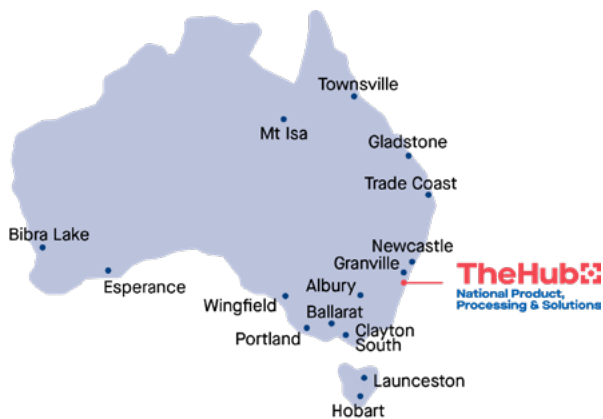 Townsville
Mt Isa
Gladstone
Trade Coast
Bibra Lake
Newcastle
Granville
TheHub
National Product,
Processing & Solutions
Esperance
Albury
Wingfield
Ballarat
Portland
Clayton
South
Launceston
Hobart